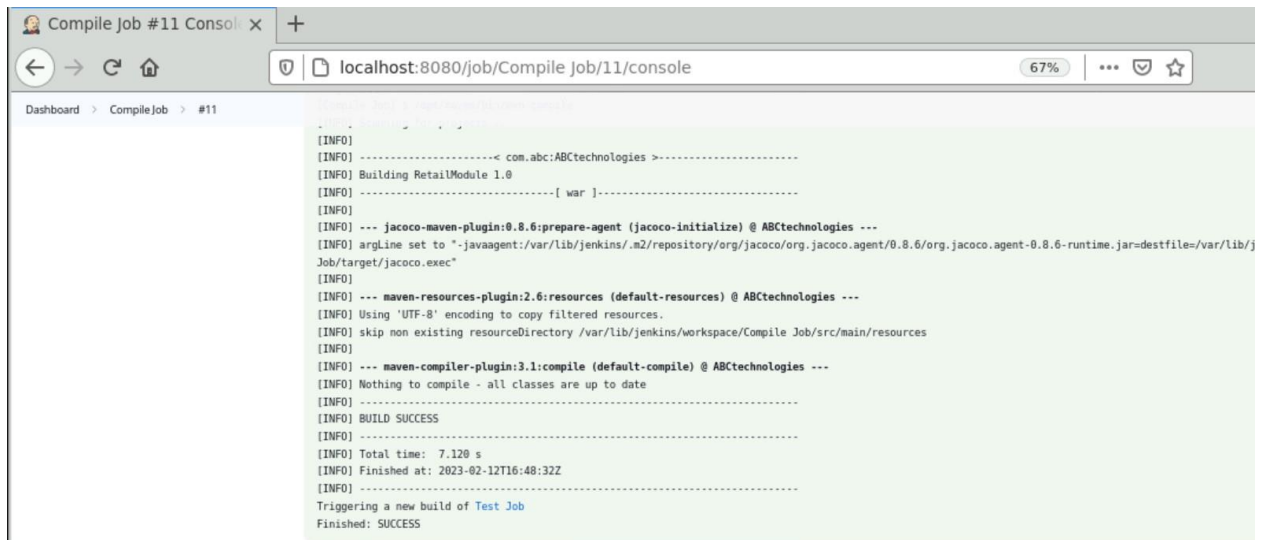 Compile Job #11 Consol
localhost:8080/job/Compile Job/11/console
67%
Dashboard > Compile Job > #11
[INFO]
[INFO] ----------------------< com.abc:ABCtechnologies >-----------------------
[INFO] Building RetailModule 1.0
[INFO] --------------------------------[ war ]---------------------------------
[INFO]
[INFO] --- jacoco-maven-plugin:0.8.6:prepare-agent (jacoco-initialize) @ ABCtechnologies ---
[INFO] argLine set to "-javaagent:/var/lib/jenkins/.m2/repository/org/jacoco/org.jacoco.agent/0.8.6/org.jacoco.agent-0.8.6-runtime.jar=destfile=/var/lib/j
Job/target/jacoco.exec"
[INFO]
[INFO] --- maven-resources-plugin:2.6:resources (default-resources) @ ABCtechnologies ---
[INFO] Using 'UTF-8' encoding to copy filtered resources.
[INFO] skip non existing resourceDirectory /var/lib/jenkins/workspace/Compile Job/src/main/resources
[INFO]
[INFO] --- maven-compiler-plugin:3.1:compile (default-compile) @ ABCtechnologies ---
[INFO] Nothing to compile - all classes are up to date
[INFO] ------------------------------------------------------------------------
[INFO] BUILD SUCCESS
[INFO] ------------------------------------------------------------------------
[INFO] Total time:  7.120 s
[INFO] Finished at: 2023-02-12T16:48:32Z
[INFO] ------------------------------------------------------------------------
Triggering a new build of Test Job
Finished: SUCCESS